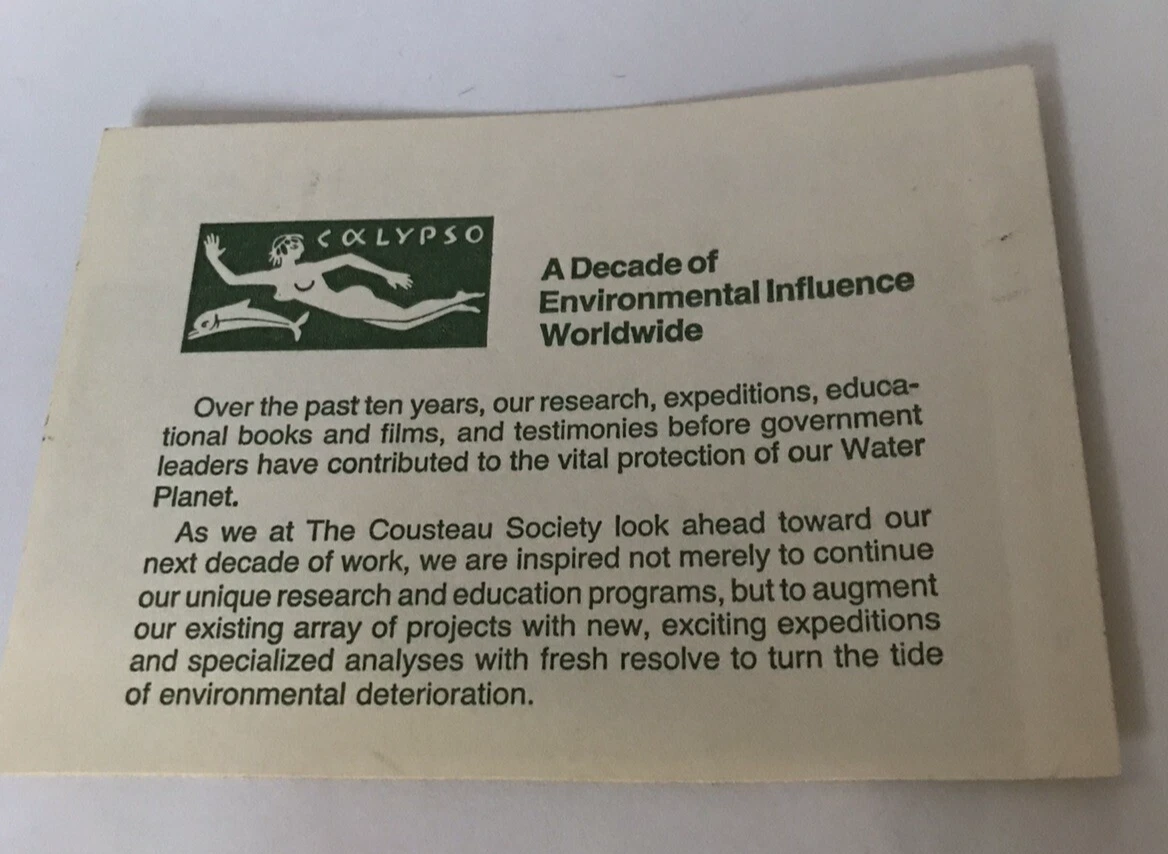 CALYPSO
A Decade of
Environmental Influence
Worldwide
Over the past ten years, our research, expeditions, educa-
tional books and films, and testimonies before government
leaders have contributed to the vital protection of our Water
Planet.
As we at The Cousteau Society look ahead toward our
next decade of work, we are inspired not merely to continue
our unique research and education programs, but to augment
our existing array of projects with new, exciting expeditions
and specialized analyses with fresh resolve to turn the tide
of environmental deterioration.